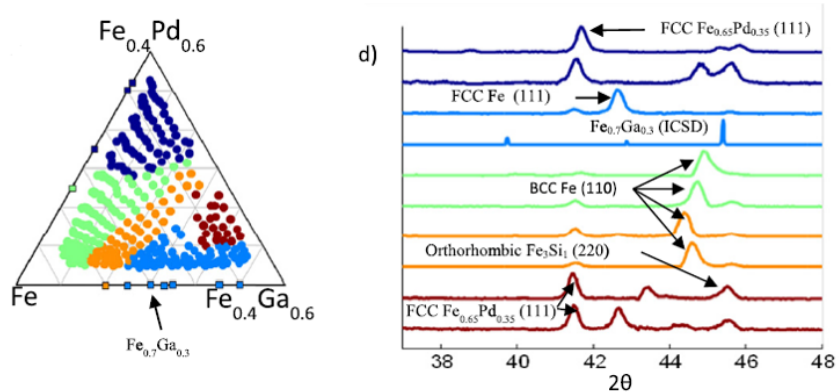 Fe0.4Pd0.6
Fe
Fe0.4Ga0.6
Fe0.7Ga0.3
d)
FCC Fe0.65Pd0.35 (111)
FCC Fe (111)
Fe0.7Ga0.3 (ICSD)
BCC Fe (110)
Orthorhombic Fe3Si1 (220)
FCC Fe0.65Pd0.35 (111)
38 40 42 44 46 48
2θ